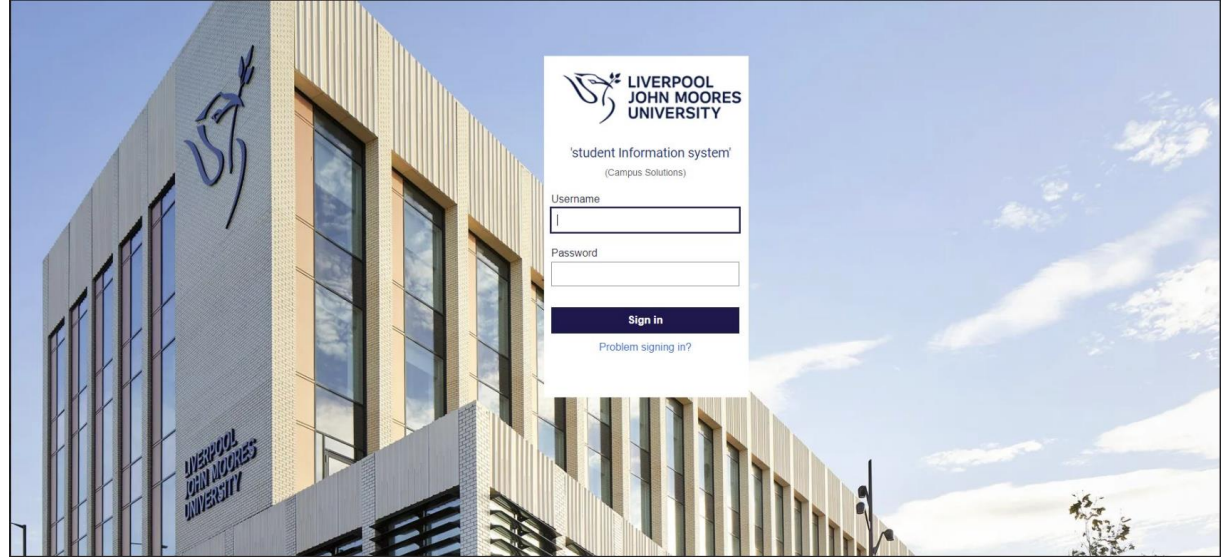 LIVERPOOL
JOHN MOORES
UNIVERSITY
'student Information system'
(Campus Solutions)
Username
Password
Sign in
Problem signing in?
LIVERPOOL
JOHN MOORES
UNIVERSITY